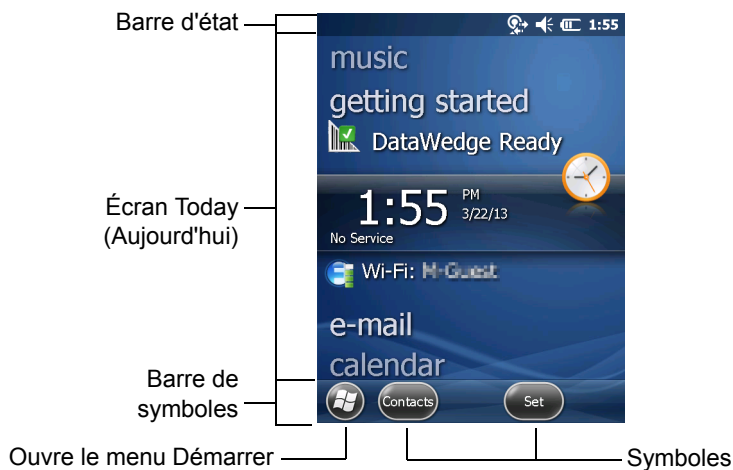 Barre d'état
1:55
music
getting started
DataWedge Ready
Écran Today
(Aujourd'hui)
1:55 PM
3/22/13
No Service
Wi-Fi:
e-mail
calendar
Barre de
symboles
Contacts
Set
Ouvre le menu Démarrer
Symboles